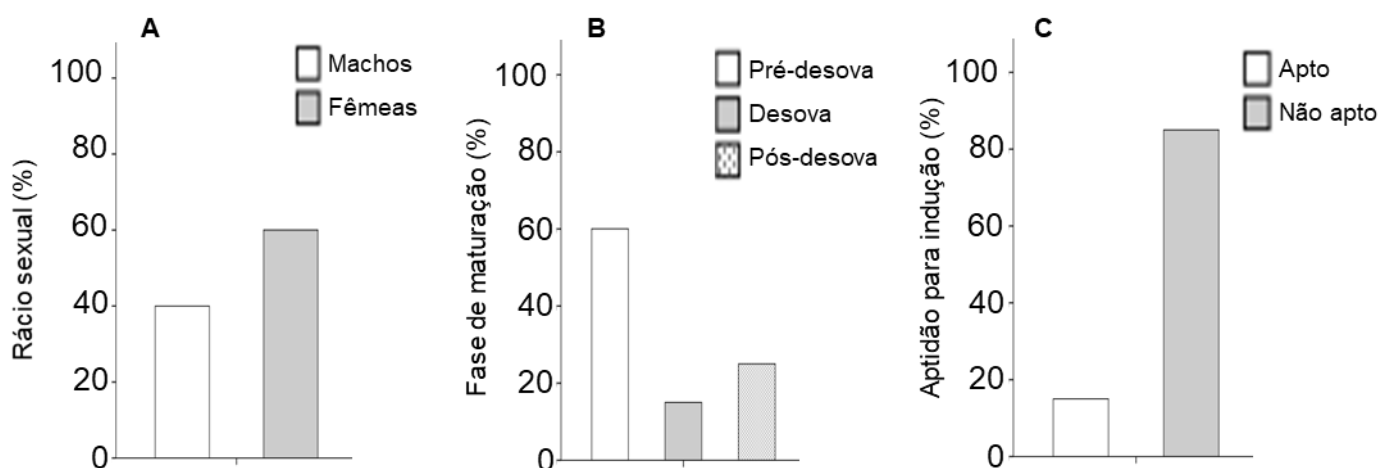 A
Rácio sexual (%)
100
80
60
40
20
0
Machos
Fêmeas
B
Fase de maturação (%)
100
80
60
40
20
0
Pré-desova
Desova
Pós-desova
C
Aptidão para indução (%)
100
80
60
40
20
0
Apto
Não apto